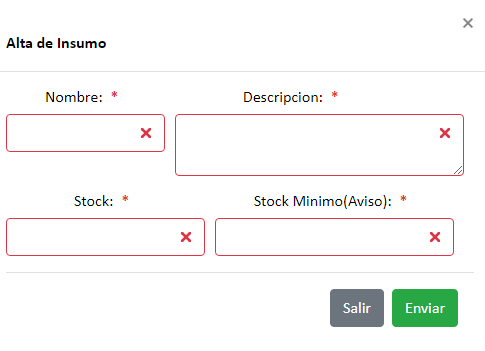 ×
Alta de Insumo
Nombre: * Descripcion: *
Stock: * Stock Minimo(Aviso): *
Salir Enviar